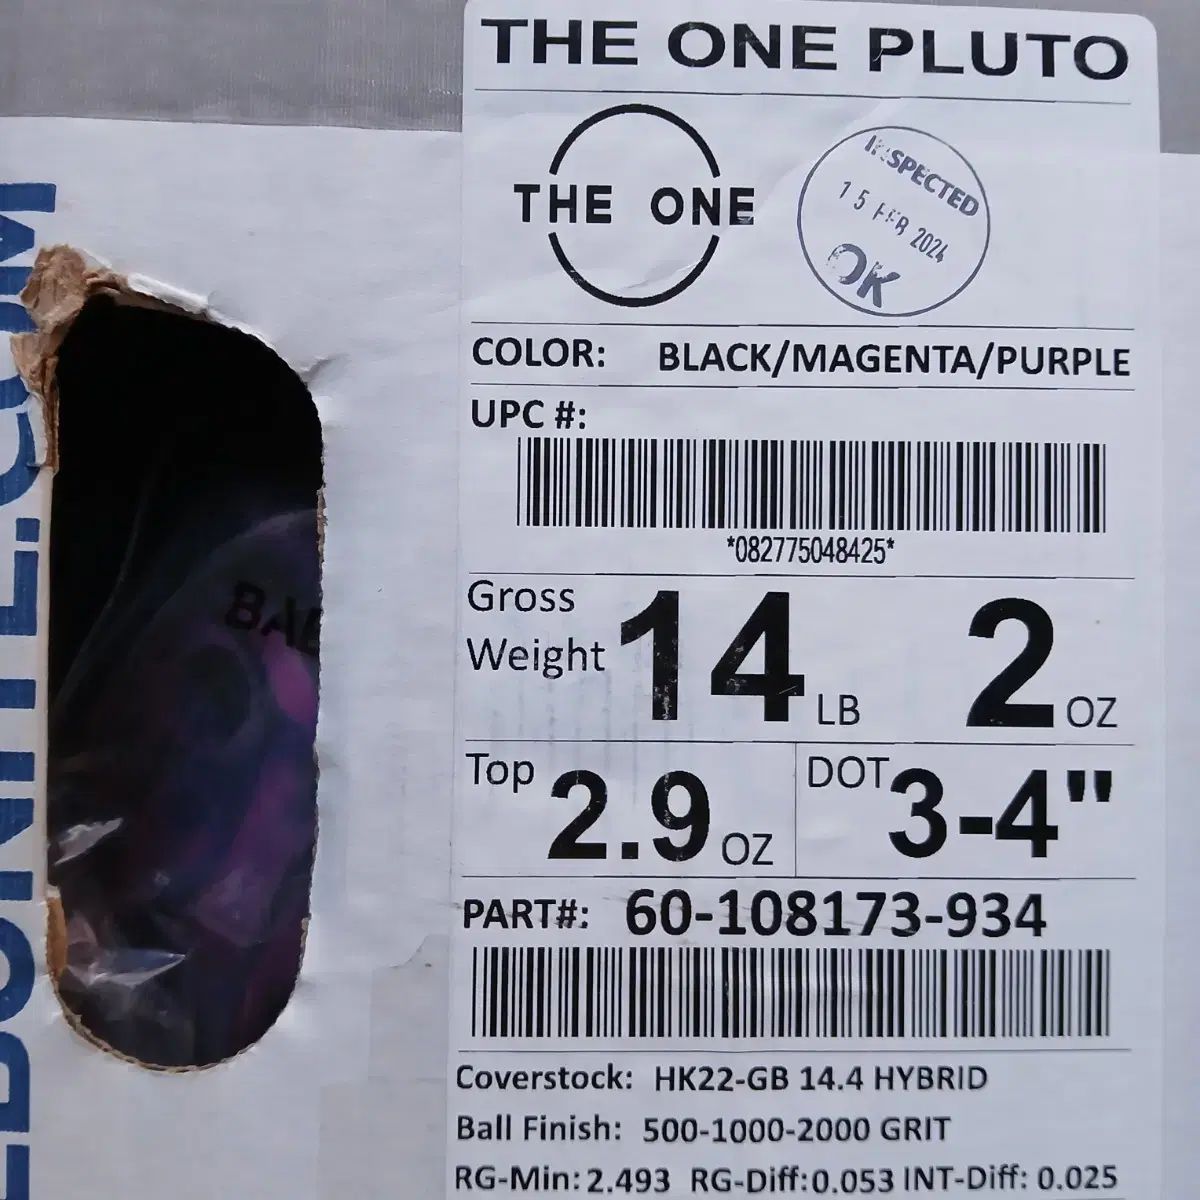 THE ONE PLUTO
THE ONE
INSPECTED
15 FEB 2024
OK
COLOR: BLACK/MAGENTA/PURPLE
UPC #:
*082775048425*
Gross Weight 14 LB 2 OZ
Top 2.9 OZ DOT 3-4"
PART#: 60-108173-934
Coverstock: HK22-GB 14.4 HYBRID
Ball Finish: 500-1000-2000 GRIT
RG-Min: 2.493 RG-Diff: 0.053 INT-Diff: 0.025
EBONITE.COM